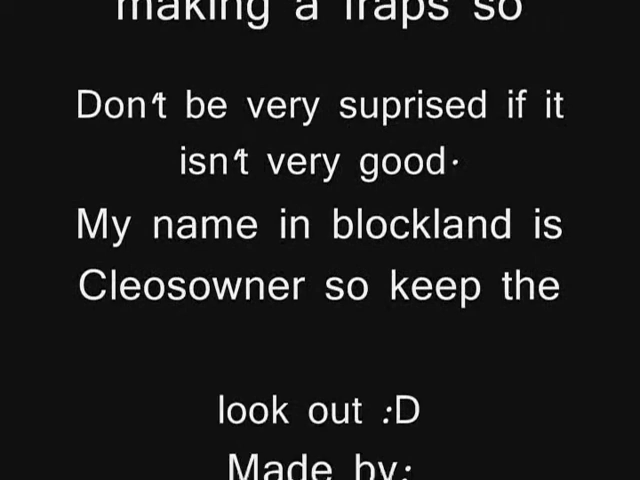 making a fraps so
Don't be very suprised if it
isn't very good.
My name in blockland is
Cleosowner so keep the
look out :D
Made by: